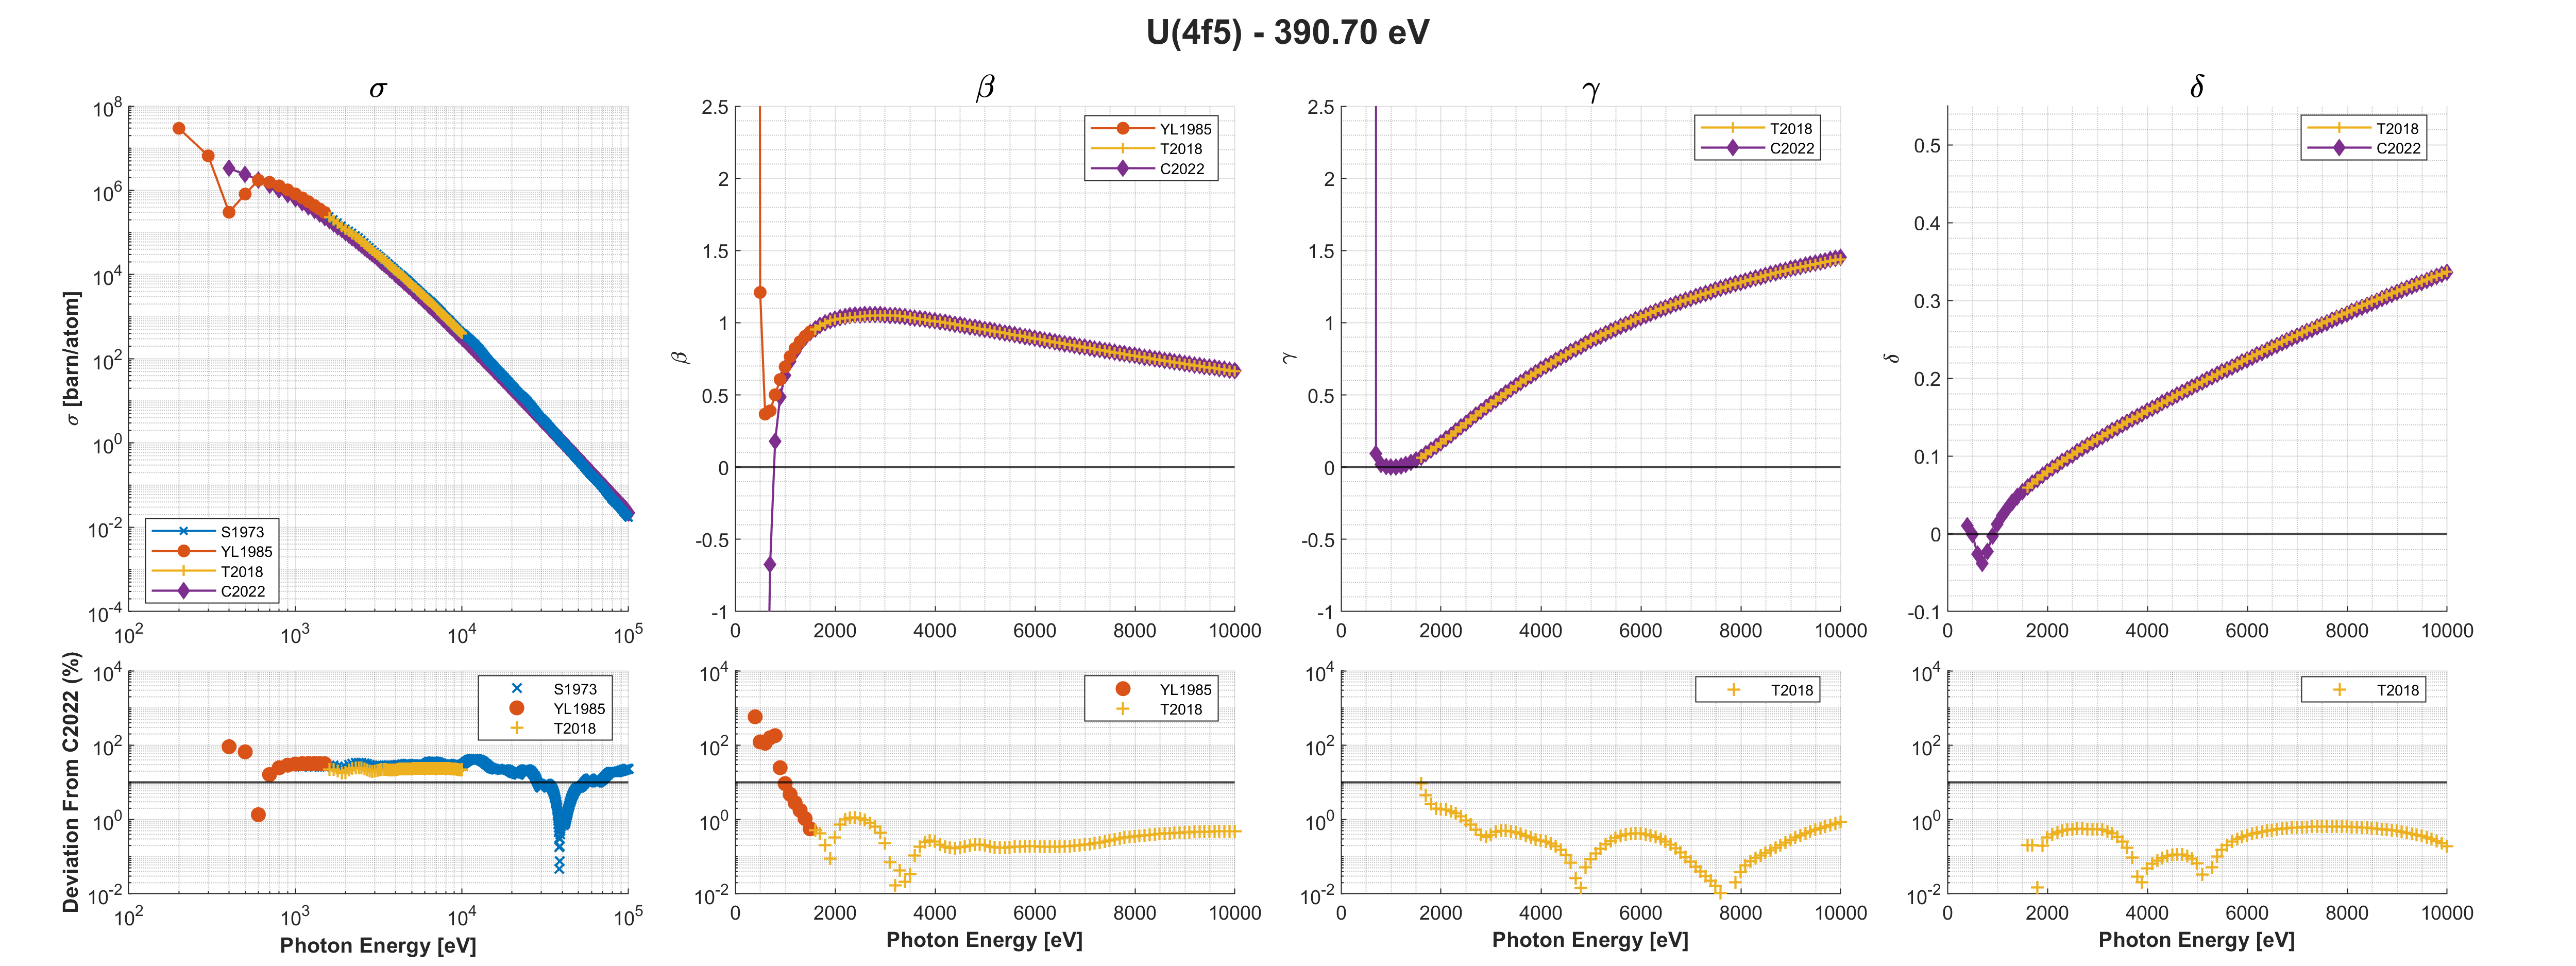 U(4f5) - 390.70 eV
σ
σ [barn/atom]
10^8
10^6
10^4
10^2
10^0
10^-2
10^-4
10^2
10^3
10^4
10^5
S1973
YL1985
T2018
C2022
β
β
2.5
2
1.5
1
0.5
0
-0.5
-1
0
2000
4000
6000
8000
10000
YL1985
T2018
C2022
γ
γ
2.5
2
1.5
1
0.5
0
-0.5
-1
0
2000
4000
6000
8000
10000
T2018
C2022
δ
δ
0.5
0.4
0.3
0.2
0.1
0
-0.1
0
2000
4000
6000
8000
10000
T2018
C2022
Deviation From C2022 (%)
10^4
10^2
10^0
10^-2
10^2
10^3
10^4
10^5
S1973
YL1985
T2018
Photon Energy [eV]
10^4
10^2
10^0
10^-2
0
2000
4000
6000
8000
10000
YL1985
T2018
Photon Energy [eV]
10^4
10^2
10^0
10^-2
0
2000
4000
6000
8000
10000
T2018
Photon Energy [eV]
10^4
10^2
10^0
10^-2
0
2000
4000
6000
8000
10000
T2018
Photon Energy [eV]